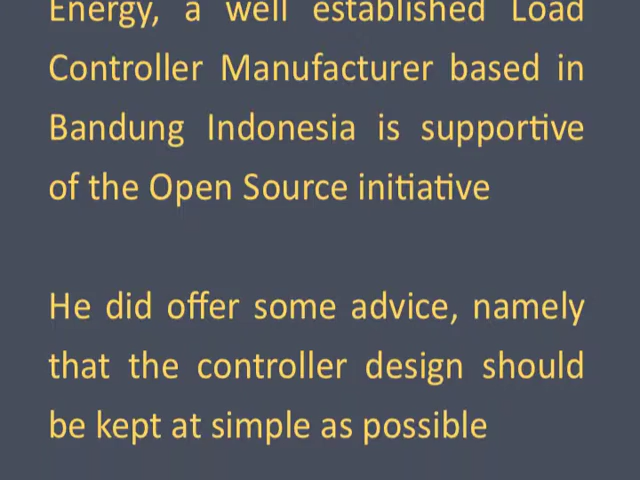 Energy, a well established Load
Controller Manufacturer based in
Bandung Indonesia is supportive
of the Open Source initiative
He did offer some advice, namely
that the controller design should
be kept at simple as possible